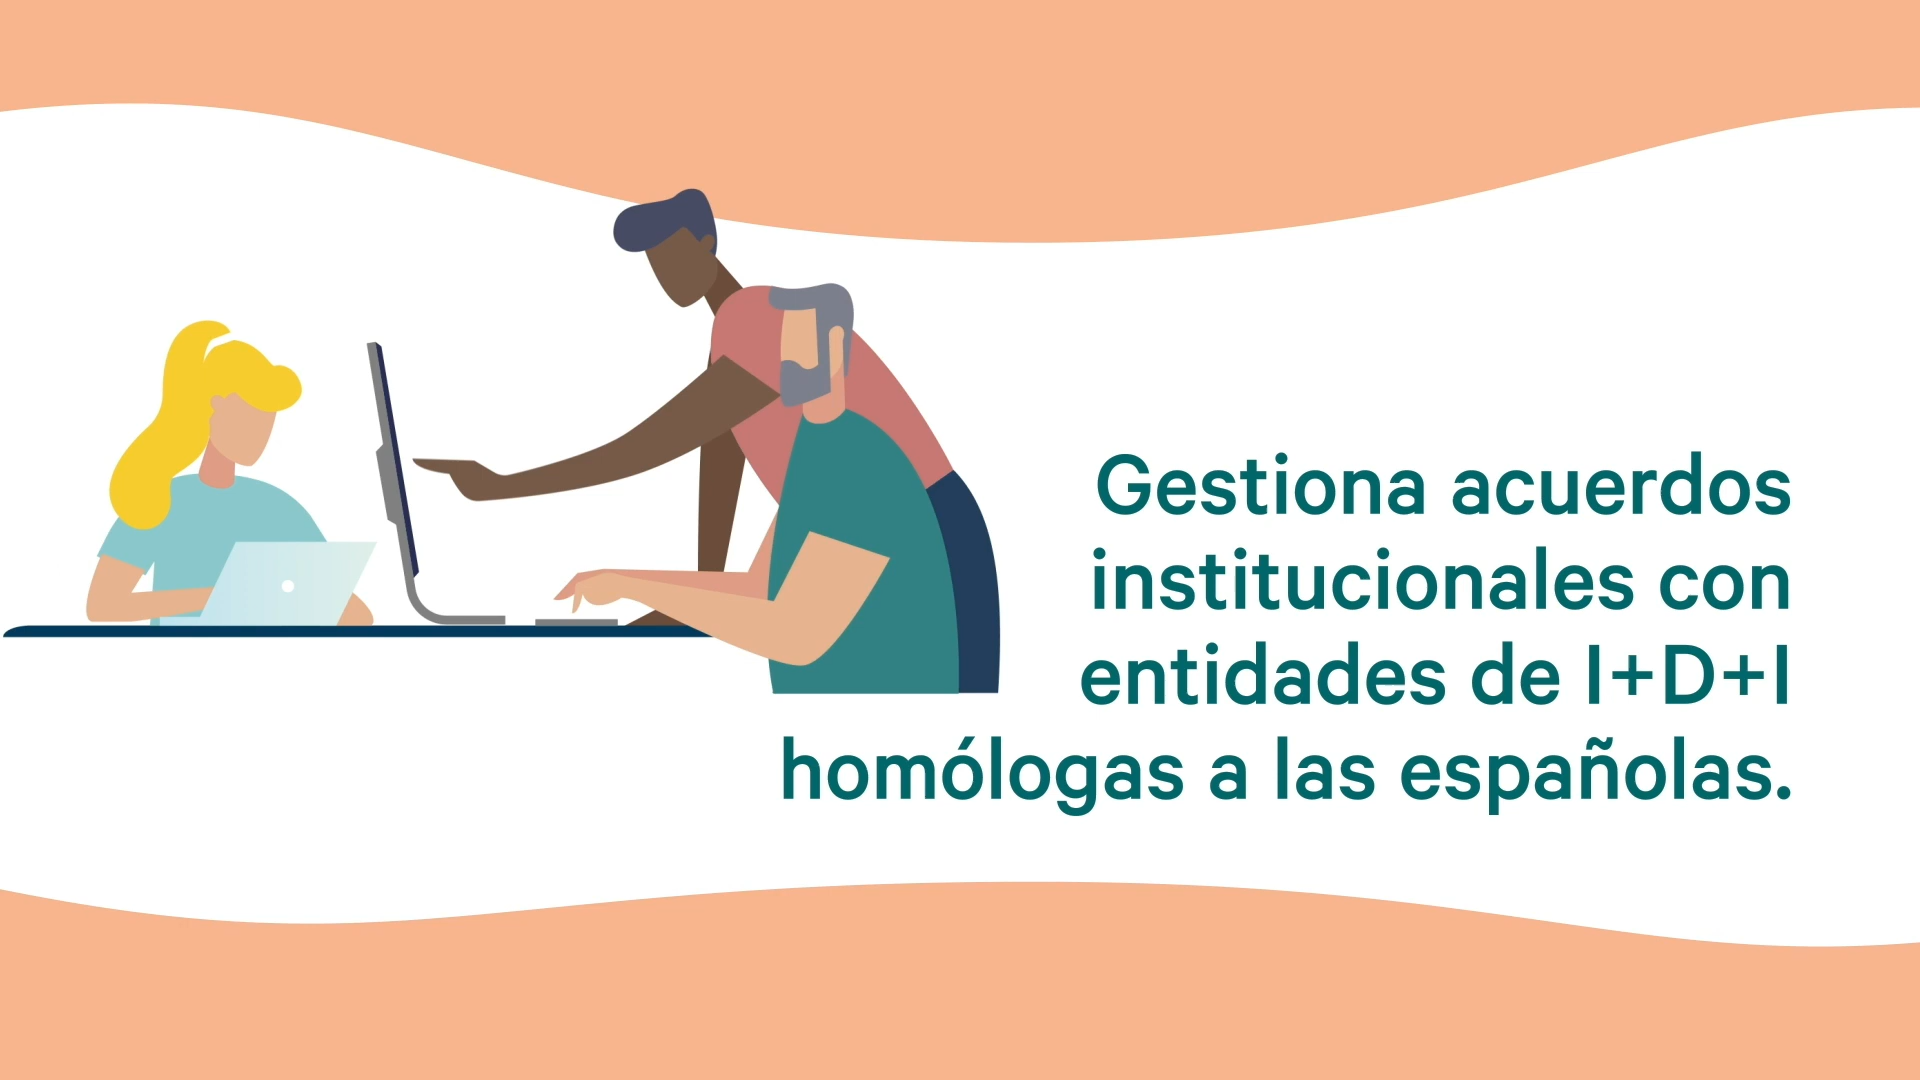 Gestiona acuerdos
institucionales con
entidades de I+D+I
homólogas a las españolas.